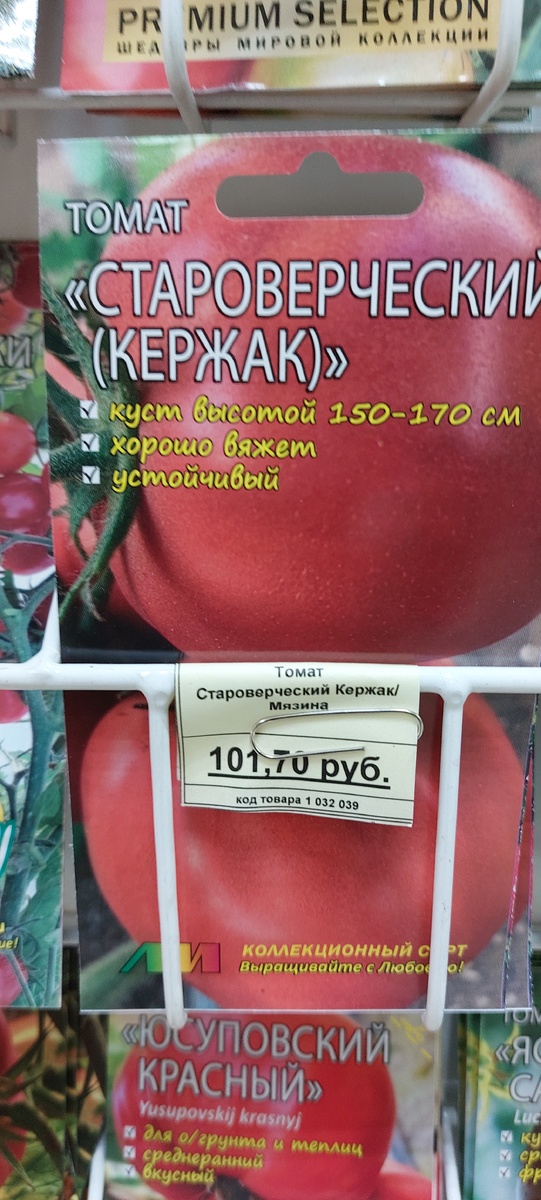 PREMIUM SELECTION
МИРОВОЙ КОЛЛЕКЦИИ
ТОМАТ
«СТАРОВЕРЧЕСКИЙ
(КЕРЖАК)»
куст высотой 150-170 см
хорошо вяжет
устойчивый
Томат
Староверческий Кержак/
Мязина
101,70 руб.
код товара 1 032 039
ЛМ
КОЛЛЕКЦИОННЫЙ СОРТ
Выращивайте с Любовью!
«ЮСУПОВСКИЙ
КРАСНЫЙ»
Yusupovskij krasnyj
для о/грунта и теплиц
среднеранний
вкусный